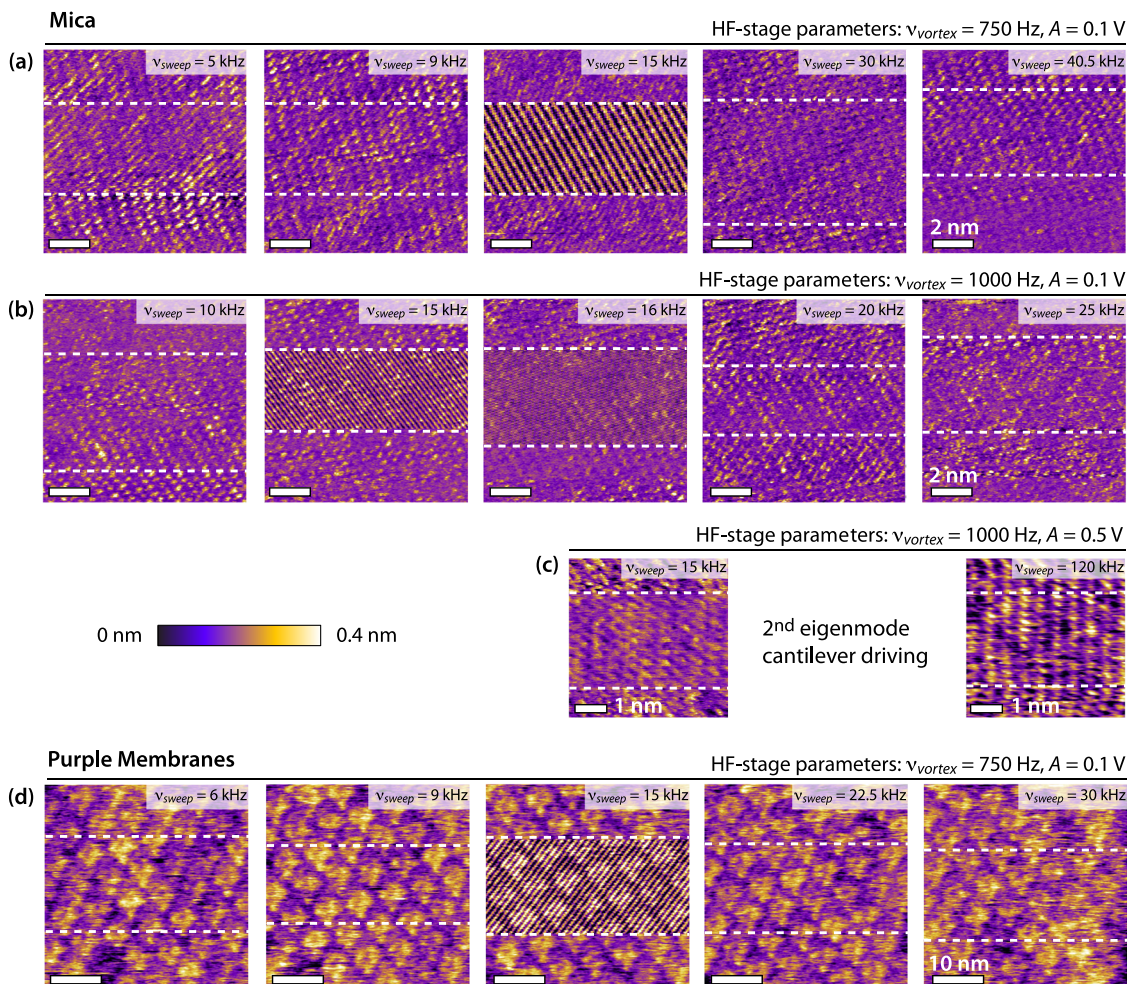 Mica
HF-stage parameters: νvortex = 750 Hz, A = 0.1 V
(a)
νsweep = 5 kHz
νsweep = 9 kHz
νsweep = 15 kHz
νsweep = 30 kHz
νsweep = 40.5 kHz
2 nm
HF-stage parameters: νvortex = 1000 Hz, A = 0.1 V
(b)
νsweep = 10 kHz
νsweep = 15 kHz
νsweep = 16 kHz
νsweep = 20 kHz
νsweep = 25 kHz
2 nm
HF-stage parameters: νvortex = 1000 Hz, A = 0.5 V
(c)
νsweep = 15 kHz
νsweep = 120 kHz
0 nm
0.4 nm
2nd eigenmode
cantilever driving
1 nm
1 nm
Purple Membranes
HF-stage parameters: νvortex = 750 Hz, A = 0.1 V
(d)
νsweep = 6 kHz
νsweep = 9 kHz
νsweep = 15 kHz
νsweep = 22.5 kHz
νsweep = 30 kHz
10 nm